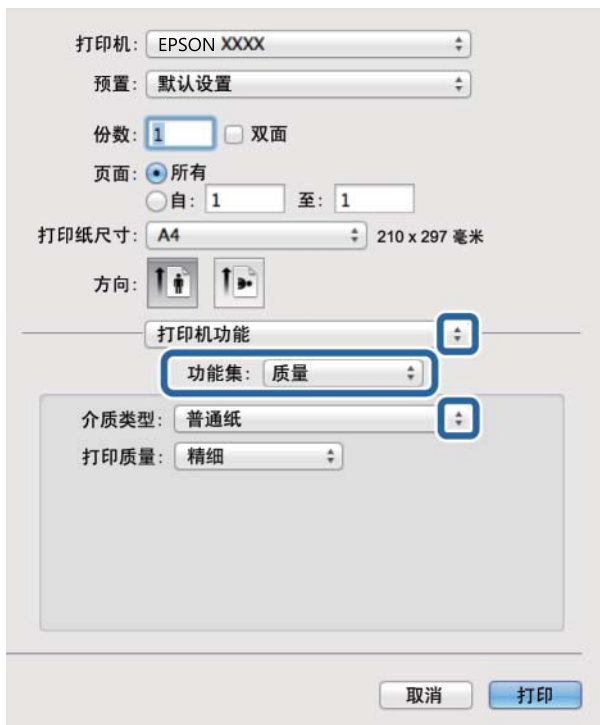 打印机: EPSON XXXX
预置: 默认设置
份数: 1 双面
页面: 所有
自: 1 至: 1
打印纸尺寸: A4 210 x 297 毫米
方向:
打印机功能
功能集: 质量
介质类型: 普通纸
打印质量: 精细
取消 打印